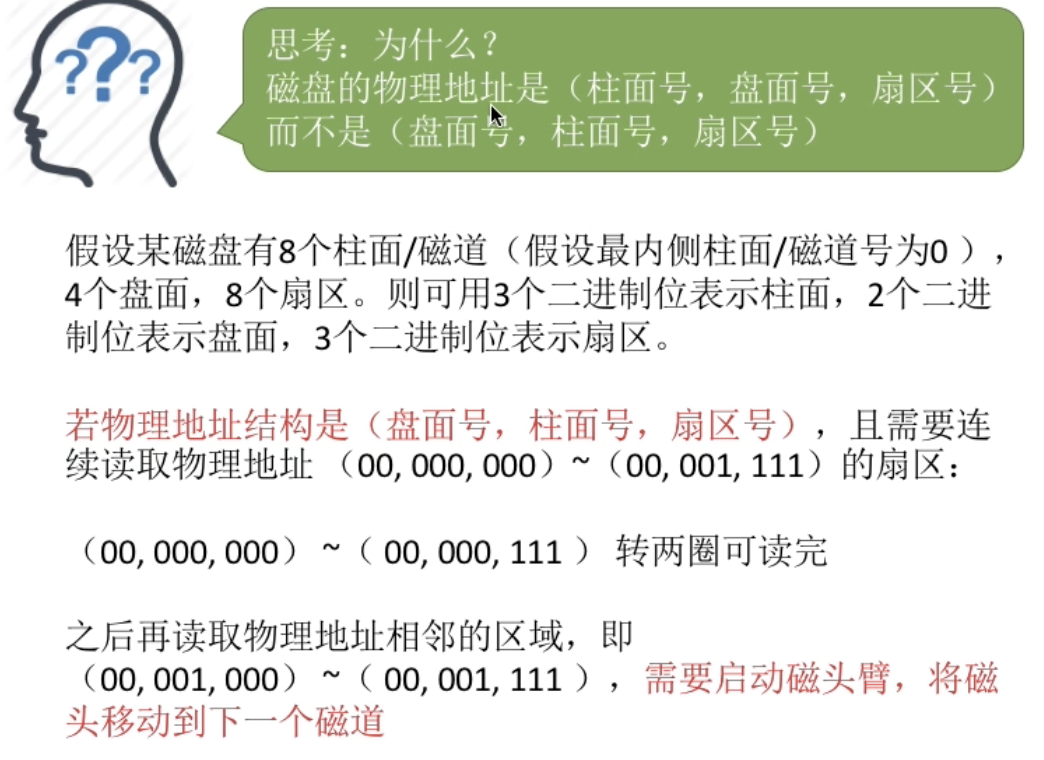 ???
思考：为什么？
磁盘的物理地址是（柱面号，盘面号，扇区号）
而不是（盘面号，柱面号，扇区号）
假设某磁盘有8个柱面/磁道（假设最内侧柱面/磁道号为0 ），
4个盘面，8个扇区。则可用3个二进制位表示柱面，2个二进
制位表示盘面，3个二进制位表示扇区。
若物理地址结构是（盘面号，柱面号，扇区号），且需要连
续读取物理地址 （00, 000, 000）~（00, 001, 111）的扇区：
（00, 000, 000） ~（ 00, 000, 111 ） 转两圈可读完
之后再读取物理地址相邻的区域，即
（00, 001, 000） ~（ 00, 001, 111 ），需要启动磁头臂，将磁
头移动到下一个磁道